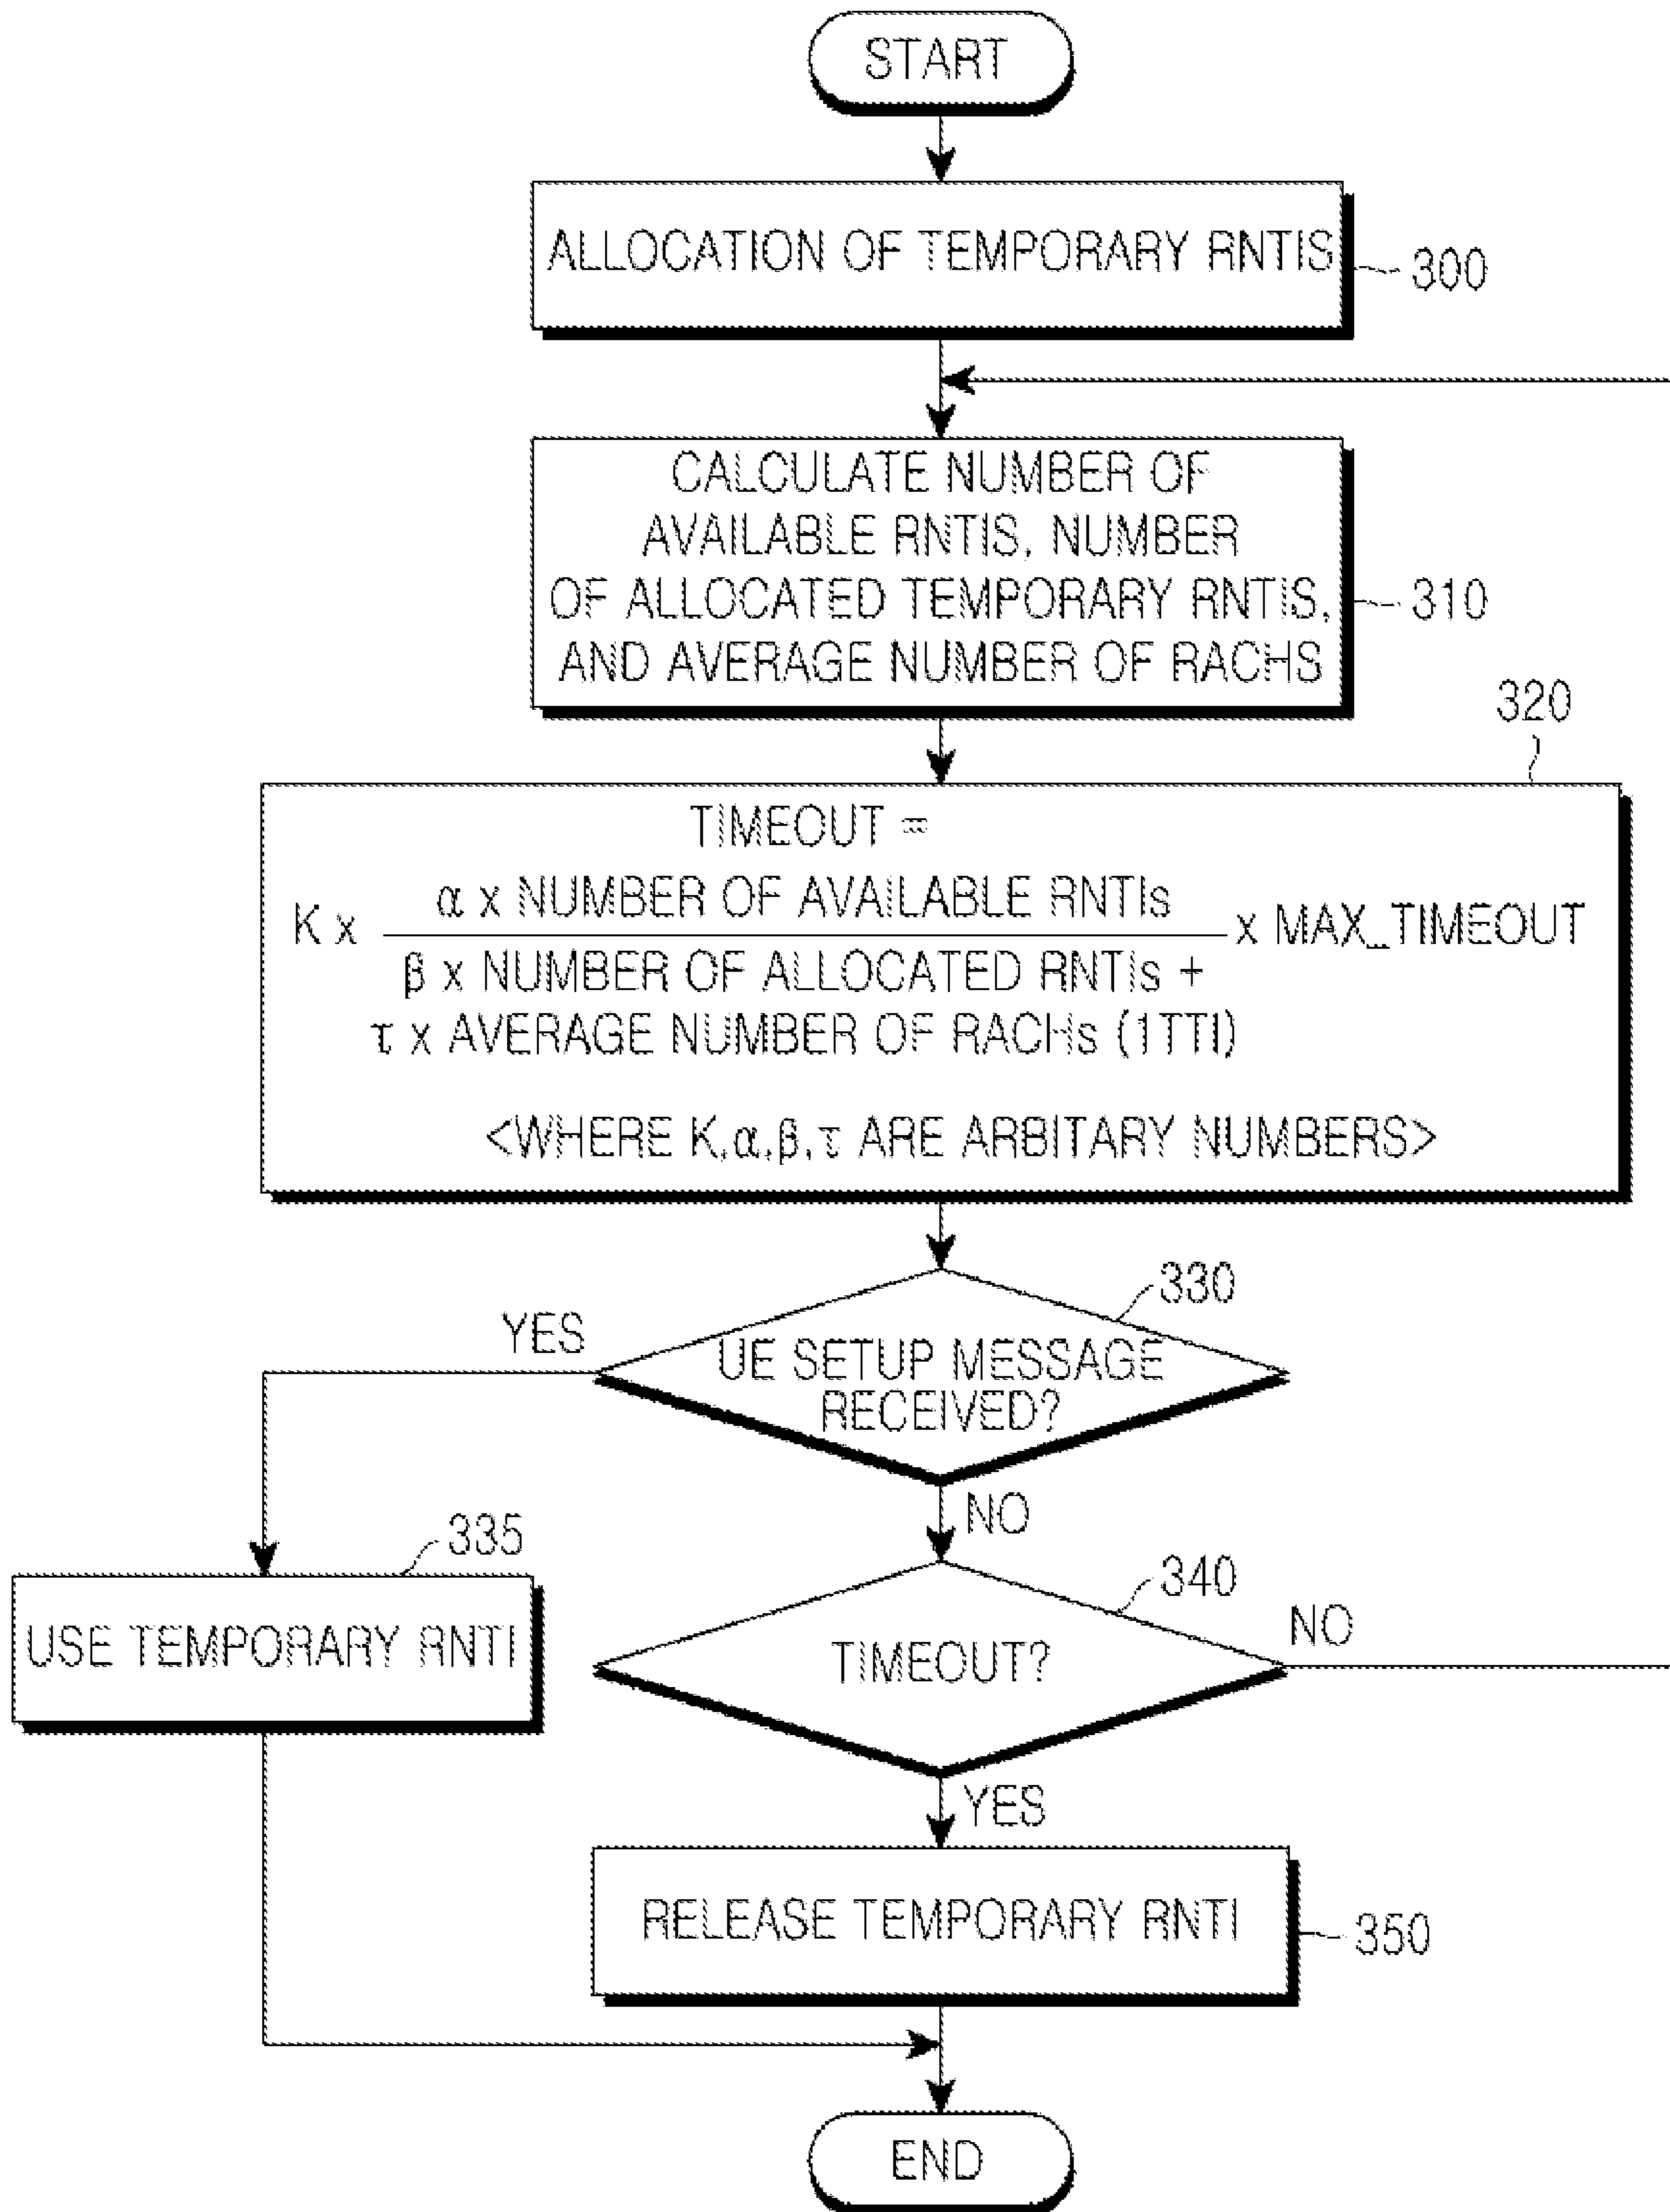 START
ALLOCATION OF TEMPORARY RNTIS
300
CALCULATE NUMBER OF
AVAILABLE RNTIS, NUMBER
OF ALLOCATED TEMPORARY RNTIS,
AND AVERAGE NUMBER OF RACHS
310
320
TIMEOUT =
K x α x NUMBER OF AVAILABLE RNTIs x MAX_TIMEOUT
β x NUMBER OF ALLOCATED RNTIs +
τ x AVERAGE NUMBER OF RACHs (1TTI)
<WHERE K,α,β,τ ARE ARBITARY NUMBERS>
330
YES
UE SETUP MESSAGE
RECEIVED?
NO
335
USE TEMPORARY RNTI
340
NO
TIMEOUT?
YES
RELEASE TEMPORARY RNTI
350
END